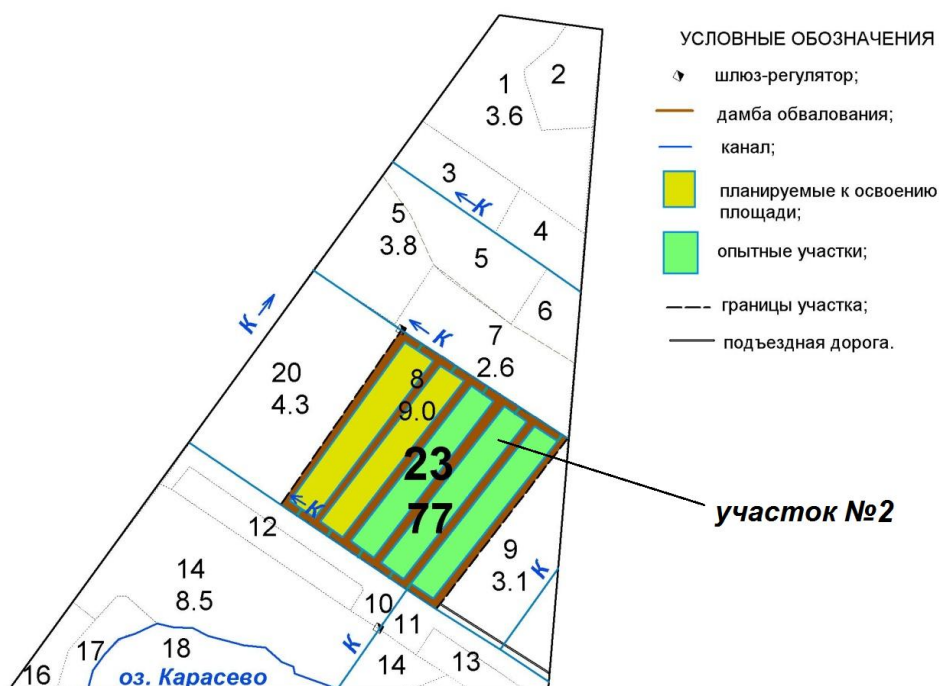 УСЛОВНЫЕ ОБОЗНАЧЕНИЯ
шлюз-регулятор;
дамба обвалования;
канал;
планируемые к освоению
площади;
опытные участки;
границы участка;
подъездная дорога.
1
3.6
2
3
К
4
5
3.8
5
6
К
К
7
2.6
20
4.3
8
9.0
23
77
участок №2
К
12
9
3.1
К
14
8.5
10
11
К
16
17
18
14
13
оз. Карасево